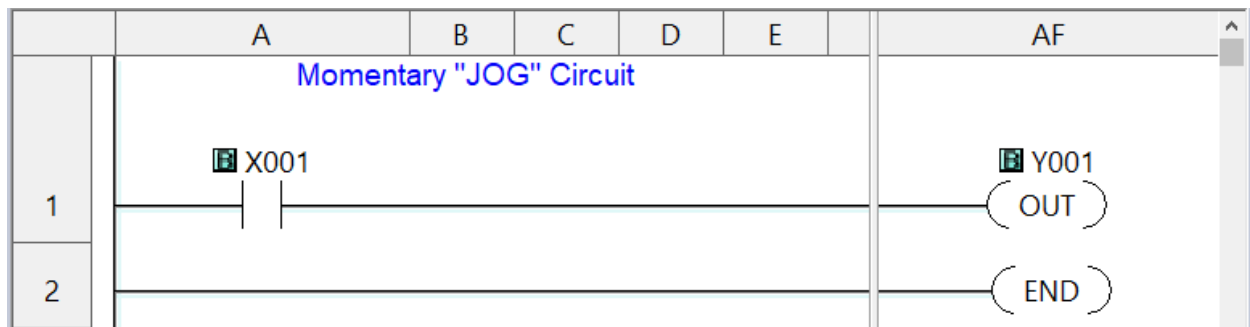 A B C D E AF
Momentary "JOG" Circuit
B X001 B Y001
1 OUT
2 END